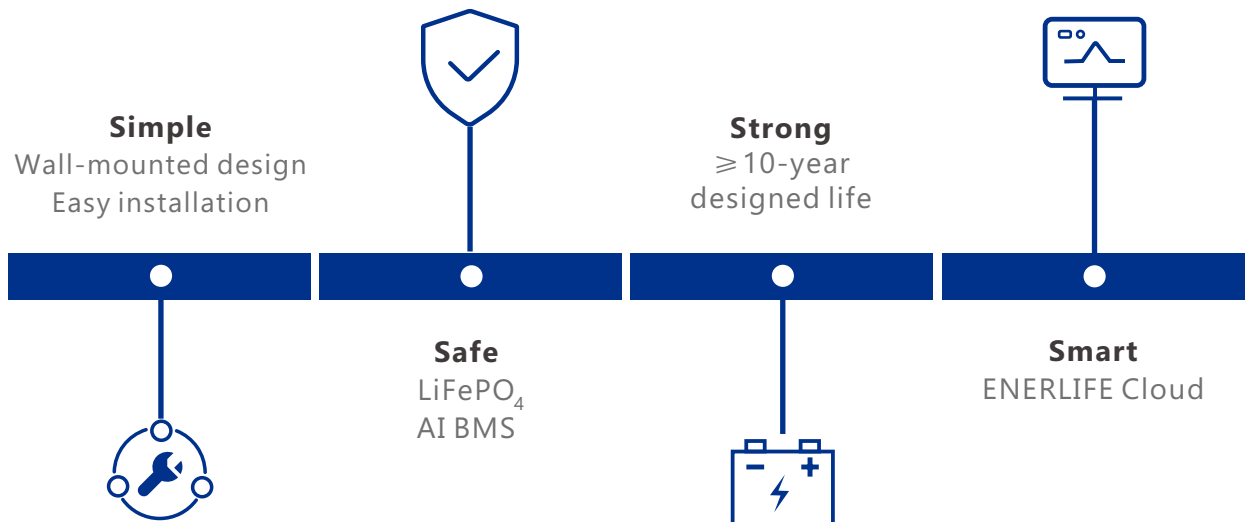 Simple
Wall-mounted design
Easy installation
Safe
LiFePO₄
AI BMS
Strong
≥10-year
designed life
Smart
ENERLIFE Cloud